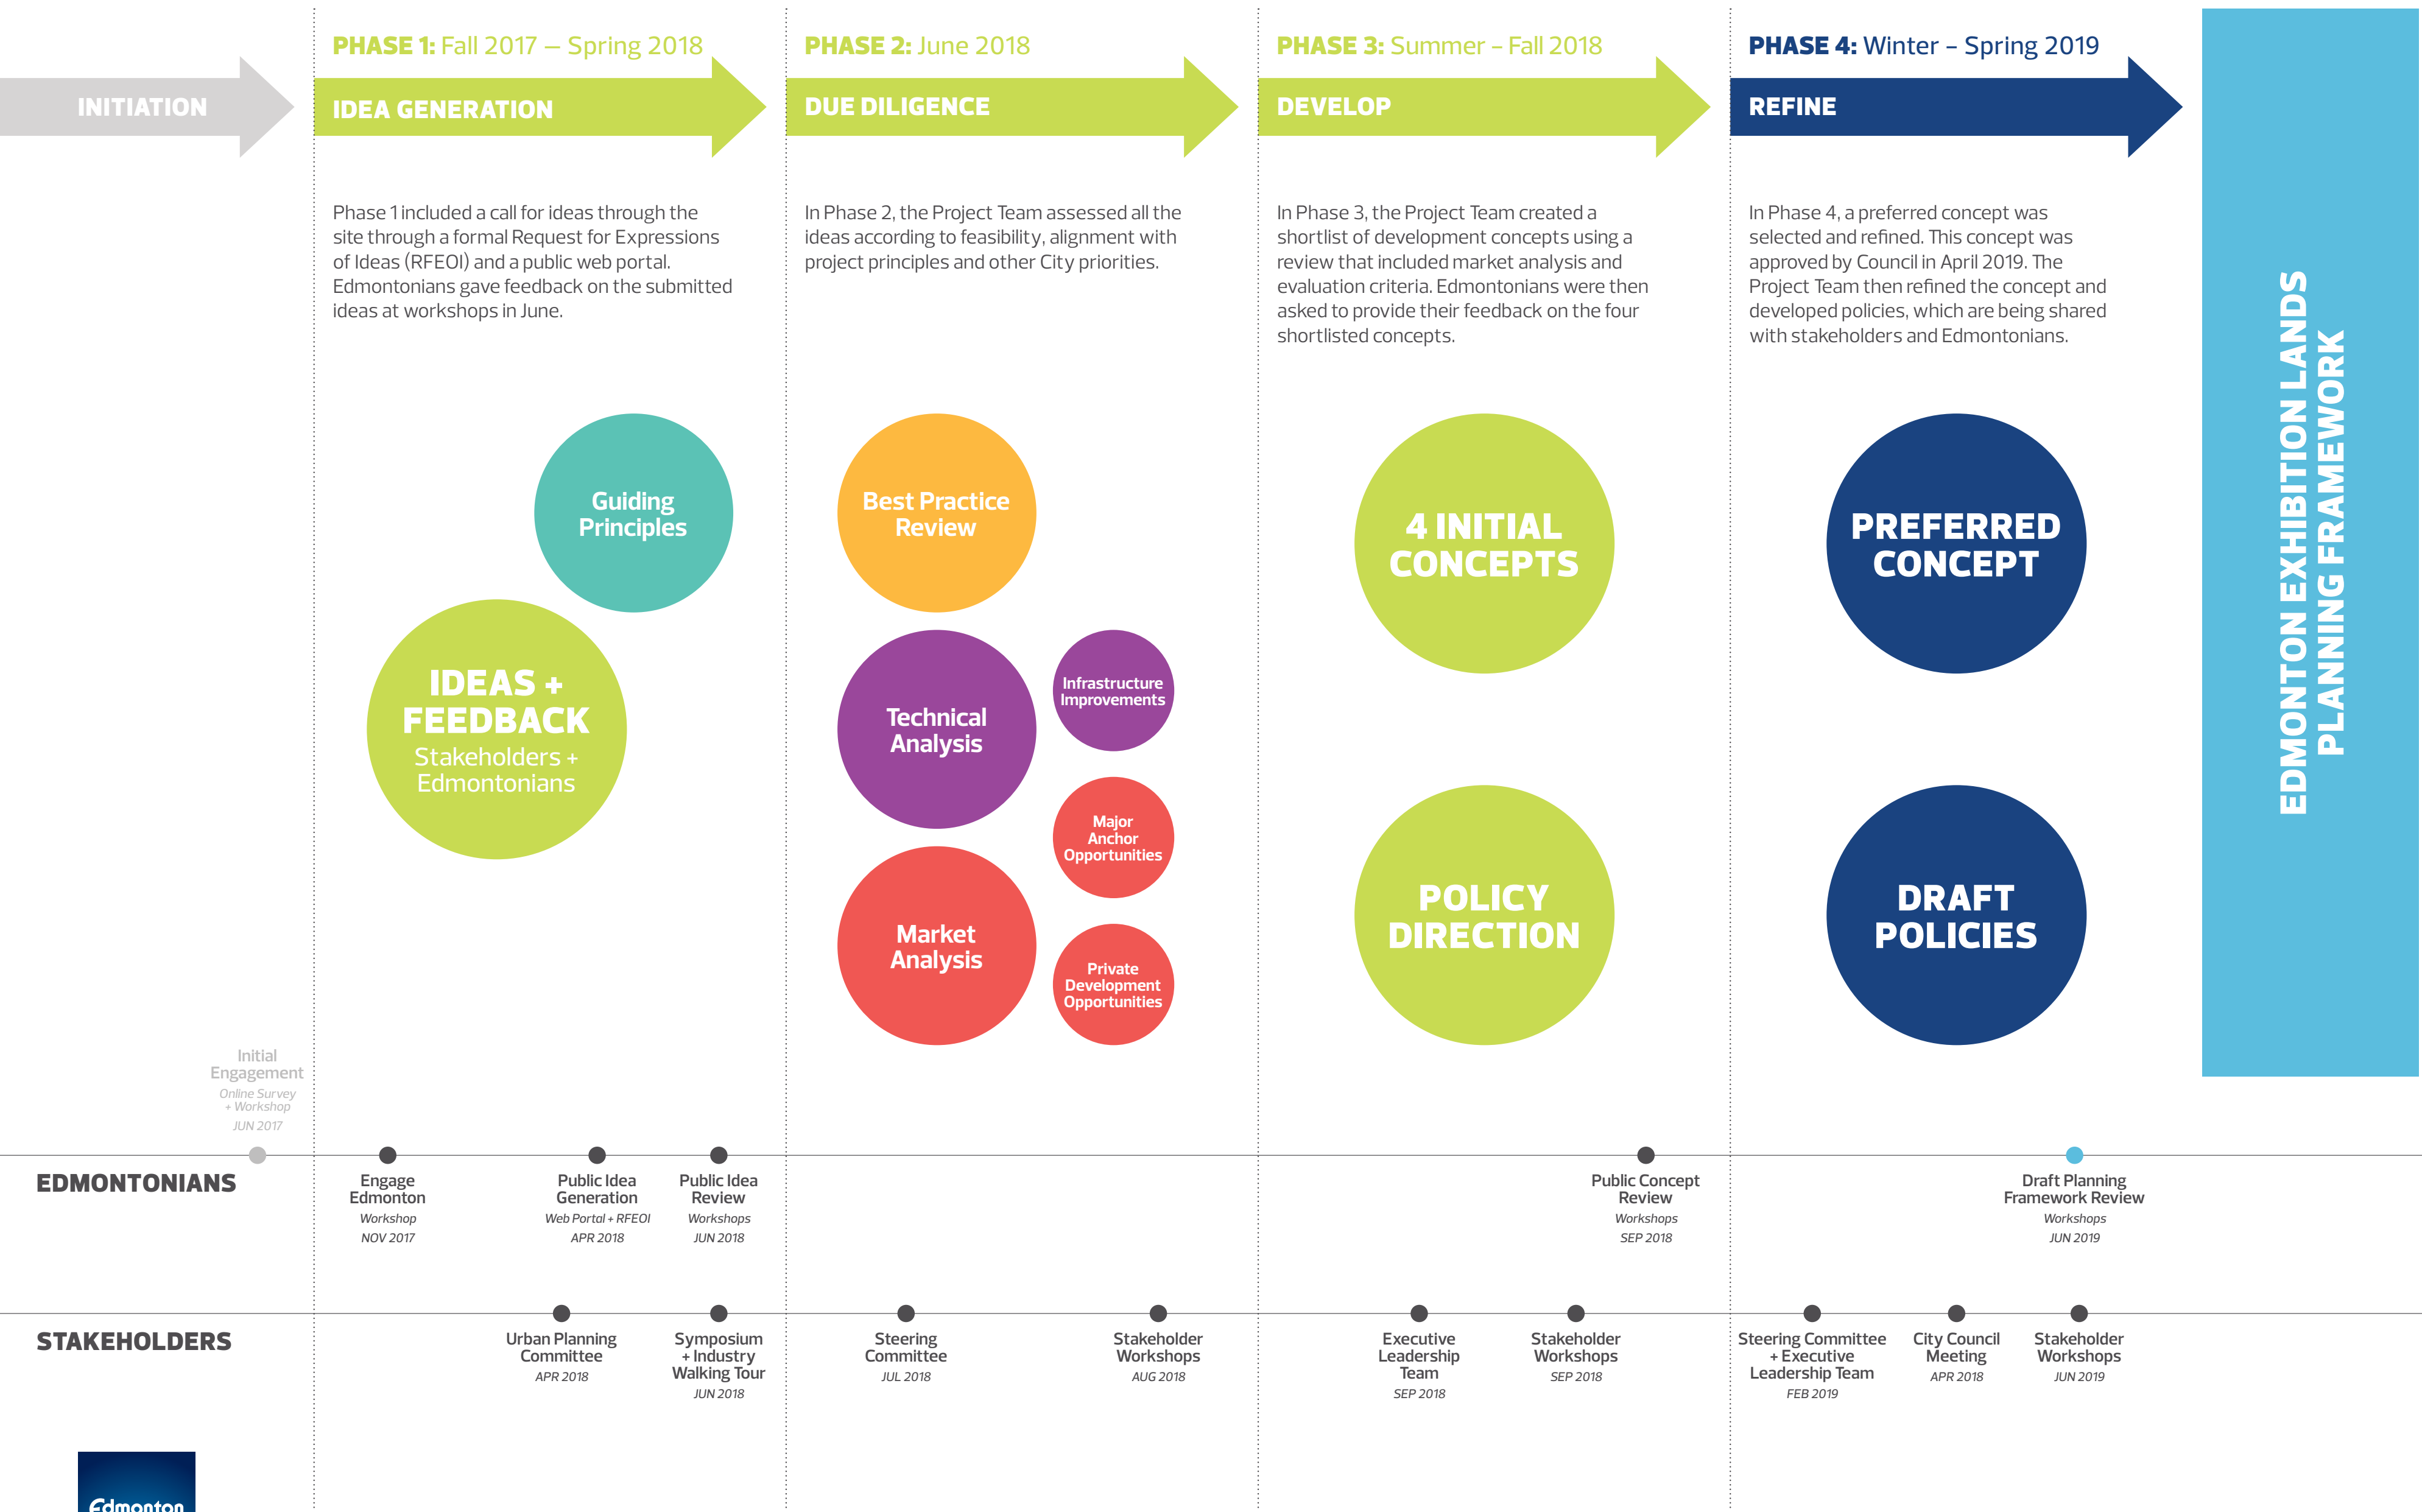 INITIATION
PHASE 1: Fall 2017 – Spring 2018
IDEA GENERATION
Phase 1 included a call for ideas through the
site through a formal Request for Expressions
of Ideas (RFEOI) and a public web portal.
Edmontonians gave feedback on the submitted
ideas at workshops in June.
Guiding
Principles
IDEAS +
FEEDBACK
Stakeholders +
Edmontonians
PHASE 2: June 2018
DUE DILIGENCE
In Phase 2, the Project Team assessed all the
ideas according to feasibility, alignment with
project principles and other City priorities.
Best Practice
Review
Technical
Analysis
Infrastructure
Improvements
Major
Anchor
Opportunities
Market
Analysis
Private
Development
Opportunities
PHASE 3: Summer - Fall 2018
DEVELOP
In Phase 3, the Project Team created a
shortlist of development concepts using a
review that included market analysis and
evaluation criteria. Edmontonians were then
asked to provide their feedback on the four
shortlisted concepts.
4 INITIAL
CONCEPTS
POLICY
DIRECTION
PHASE 4: Winter - Spring 2019
REFINE
In Phase 4, a preferred concept was
selected and refined. This concept was
approved by Council in April 2019. The
Project Team then refined the concept and
developed policies, which are being shared
with stakeholders and Edmontonians.
PREFERRED
CONCEPT
DRAFT
POLICIES
EDMONTON EXHIBITION LANDS
PLANNING FRAMEWORK
Initial
Engagement
Online Survey
+ Workshop
JUN 2017
EDMONTONIANS
Engage
Edmonton
Workshop
NOV 2017
Public Idea
Generation
Web Portal + RFEOI
APR 2018
Public Idea
Review
Workshops
JUN 2018
Public Concept
Review
Workshops
SEP 2018
Draft Planning
Framework Review
Workshops
JUN 2019
STAKEHOLDERS
Urban Planning
Committee
APR 2018
Symposium
+ Industry
Walking Tour
JUN 2018
Steering
Committee
JUL 2018
Stakeholder
Workshops
AUG 2018
Executive
Leadership
Team
SEP 2018
Stakeholder
Workshops
SEP 2018
Steering Committee
+ Executive
Leadership Team
FEB 2019
City Council
Meeting
APR 2018
Stakeholder
Workshops
JUN 2019
Edmonton